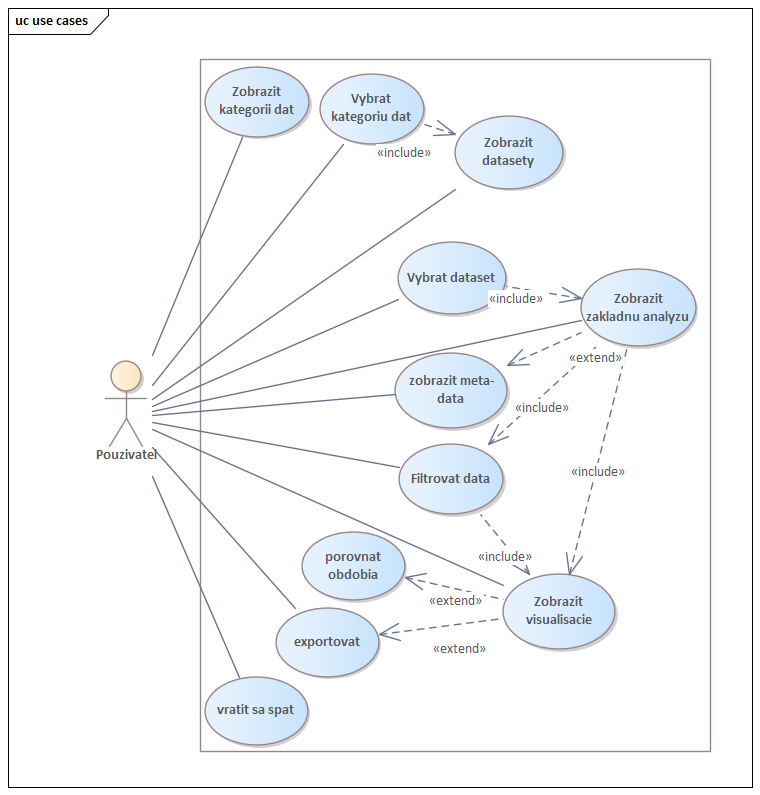 uc use cases
Zobrazit
kategorii dat
Vybrat
kategoriu dat
«include»
Zobrazit
datasety
Vybrat dataset
«include»
Zobrazit
zakladnu analyzu
«extend»
zobrazit meta-
data
«include»
Pouzivatel
Filtrovat data
«include»
«include»
porovnat
obdobia
«extend»
Zobrazit
visualisacie
exportovat
«extend»
vratit sa spat